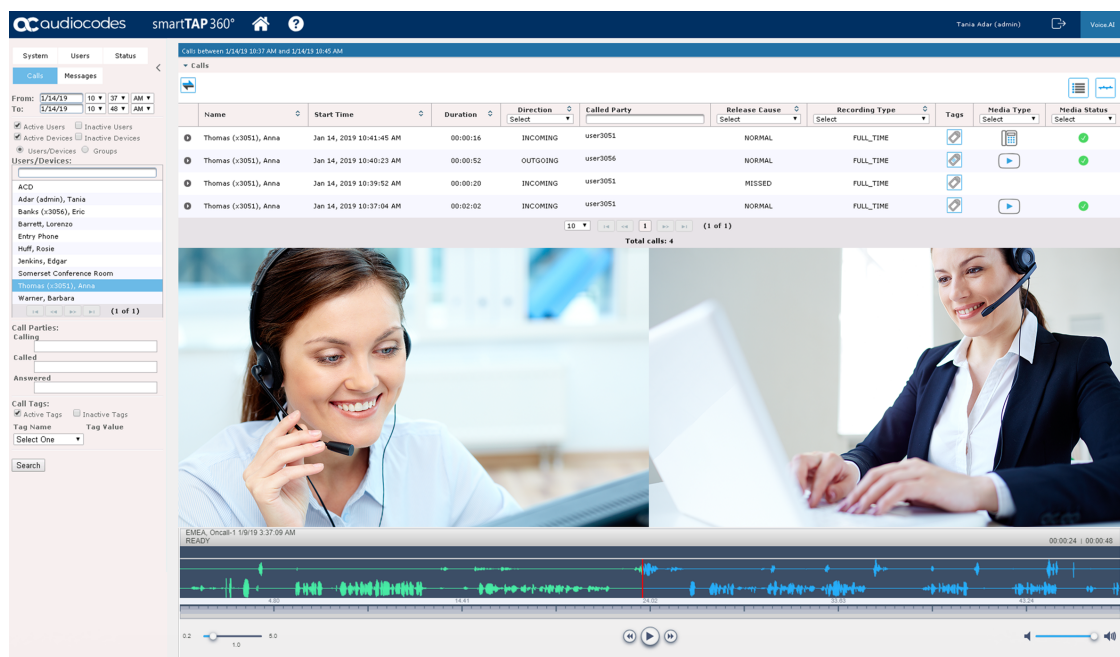 audiocodes smartTAP 360° ? Tania Adar (admin) Voice.AI
System Users Status
Calls Messages
From: 1/14/19 10 ▼ 37 ▼ AM ▼
To: 1/14/19 10 ▼ 48 ▼ AM ▼
Active Users Inactive Users
Active Devices Inactive Devices
Users/Devices Groups
Users/Devices:
ACD
Adar (admin), Tania
Banks (x3056), Eric
Barrett, Lorenzo
Entry Phone
Huff, Rosie
Jenkins, Edgar
Somerset Conference Room
Thomas (x3051), Anna
Warner, Barbara
(1 of 1)
Call Parties:
Calling
Called
Answered
Call Tags:
Active Tags Inactive Tags
Tag Name Tag Value
Select One ▼
Search
Calls between 1/14/19 10:37 AM and 1/14/19 10:45 AM
Calls
Name Start Time Duration Direction Called Party Release Cause Recording Type Tags Media Type Media Status
Select ▼ Select ▼ Select ▼ Select ▼ Select ▼
Thomas (x3051), Anna Jan 14, 2019 10:41:45 AM 00:00:16 INCOMING user3051 NORMAL FULL_TIME
Thomas (x3051), Anna Jan 14, 2019 10:40:23 AM 00:00:52 OUTGOING user3056 NORMAL FULL_TIME
Thomas (x3051), Anna Jan 14, 2019 10:39:52 AM 00:00:20 INCOMING user3051 MISSED FULL_TIME
Thomas (x3051), Anna Jan 14, 2019 10:37:04 AM 00:02:02 INCOMING user3051 NORMAL FULL_TIME
10 ▼ 1 (1 of 1)
Total calls: 4
EMEA, Oncall-1 1/9/19 3:37:09 AM
READY 00:00:24 | 00:00:48
4.80 14.41 24.02 33.63 43.24
0.2 5.0
1.0